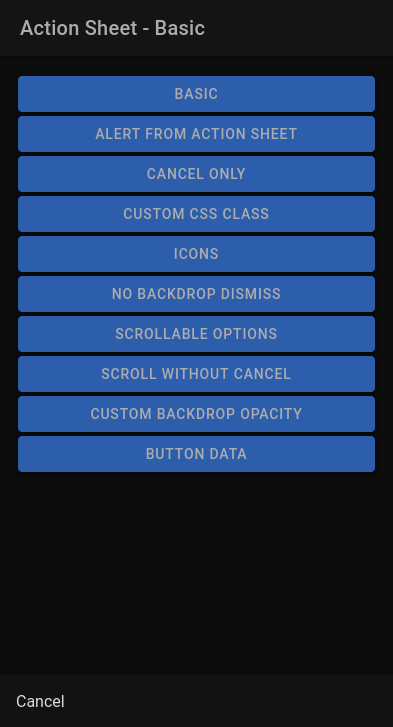 Action Sheet - Basic
BASIC
ALERT FROM ACTION SHEET
CANCEL ONLY
CUSTOM CSS CLASS
ICONS
NO BACKDROP DISMISS
SCROLLABLE OPTIONS
SCROLL WITHOUT CANCEL
CUSTOM BACKDROP OPACITY
BUTTON DATA
Cancel